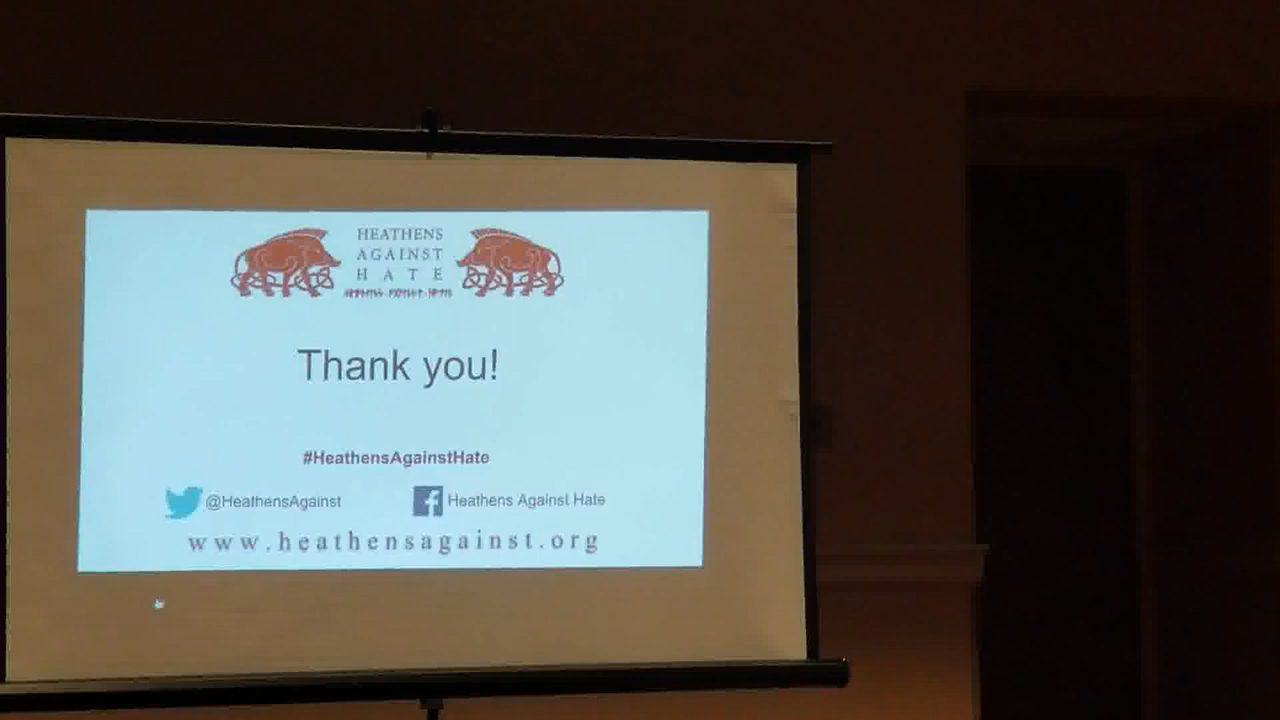 HEATHENS
AGAINST
HATE
Thank you!
#HeathensAgainstHate
@HeathensAgainst
Heathens Against Hate
www.heathensagainst.org